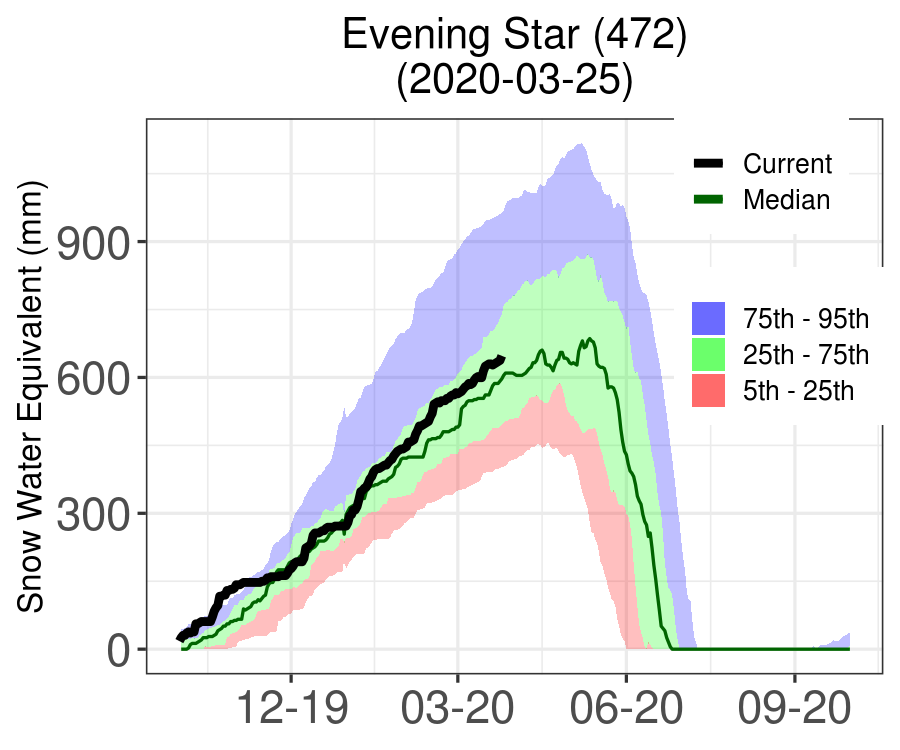 Evening Star (472)
(2020-03-25)
Snow Water Equivalent (mm)
900
600
300
0
12-19
03-20
06-20
09-20
Current
Median
75th - 95th
25th - 75th
5th - 25th